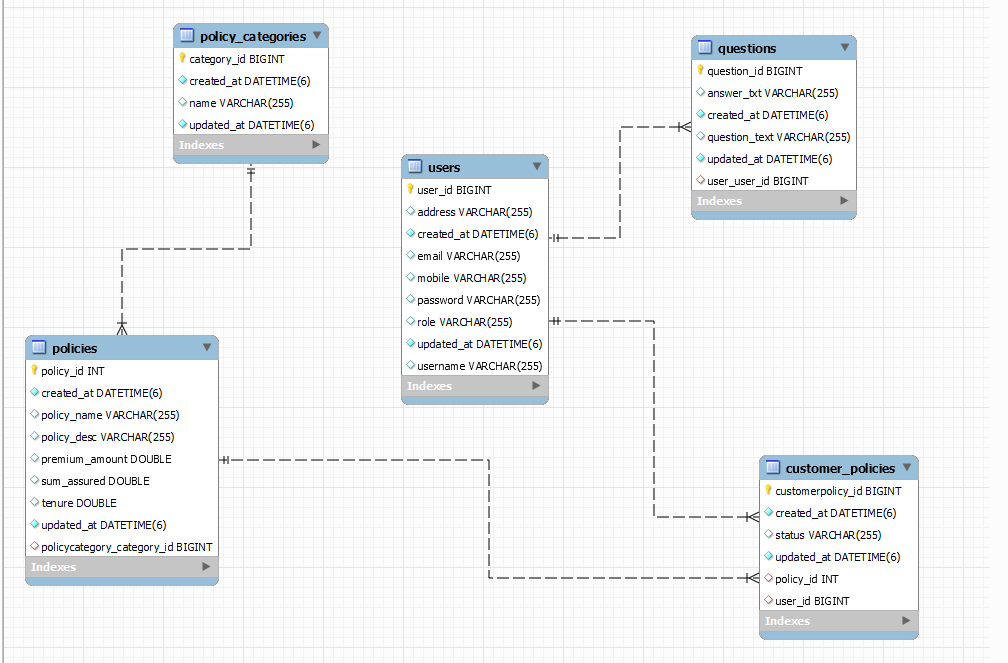 policy_categories
category_id BIGINT
created_at DATETIME(6)
name VARCHAR(255)
updated_at DATETIME(6)
Indexes
questions
question_id BIGINT
answer_txt VARCHAR(255)
created_at DATETIME(6)
question_text VARCHAR(255)
updated_at DATETIME(6)
user_user_id BIGINT
Indexes
users
user_id BIGINT
address VARCHAR(255)
created_at DATETIME(6)
email VARCHAR(255)
mobile VARCHAR(255)
password VARCHAR(255)
role VARCHAR(255)
updated_at DATETIME(6)
username VARCHAR(255)
Indexes
policies
policy_id INT
created_at DATETIME(6)
policy_name VARCHAR(255)
policy_desc VARCHAR(255)
premium_amount DOUBLE
sum_assured DOUBLE
tenure DOUBLE
updated_at DATETIME(6)
policycategory_category_id BIGINT
Indexes
customer_policies
customerpolicy_id BIGINT
created_at DATETIME(6)
status VARCHAR(255)
updated_at DATETIME(6)
policy_id INT
user_id BIGINT
Indexes